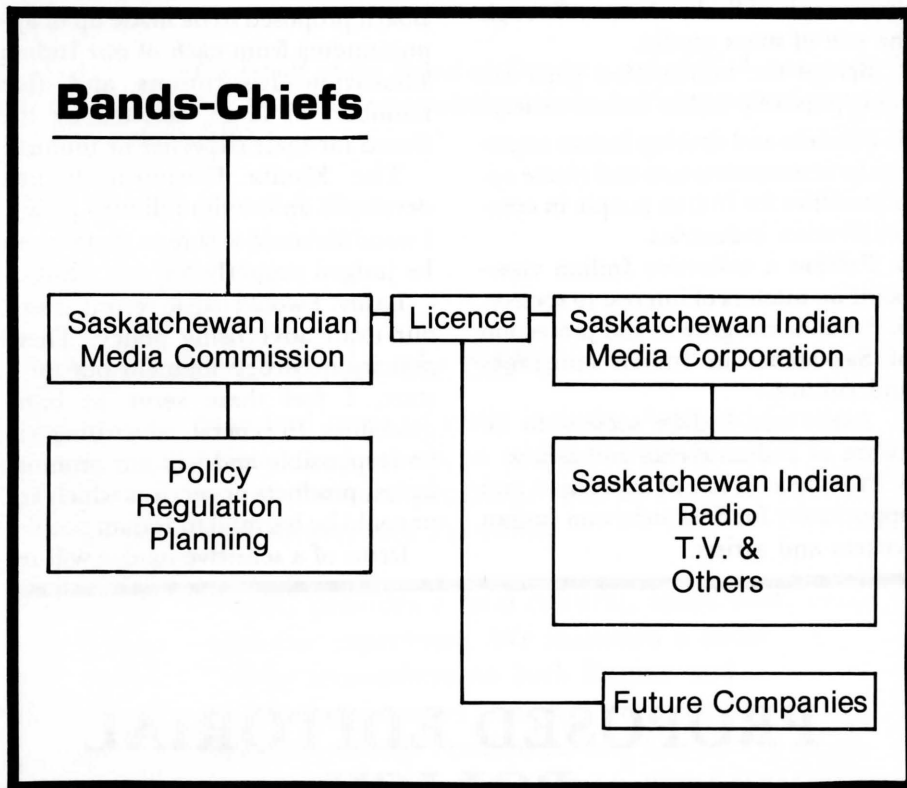 Bands-Chiefs
Saskatchewan Indian
Media Commission
Licence
Saskatchewan Indian
Media Corporation
Policy
Regulation
Planning
Saskatchewan Indian
Radio
T.V. &
Others
Future Companies